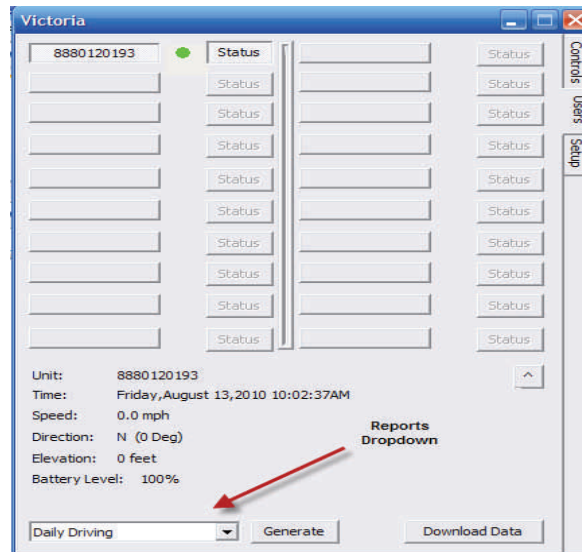 Victoria
8880120193 Status Status
Status Status
Status Status
Status Status
Status Status
Status Status
Status Status
Status Status
Status Status
Status Status
Controls
Users
Setup
Unit: 8880120193
Time: Friday,August 13,2010 10:02:37AM
Speed: 0.0 mph
Direction: N (0 Deg)
Elevation: 0 feet
Battery Level: 100%
Reports
Dropdown
Daily Driving Generate Download Data